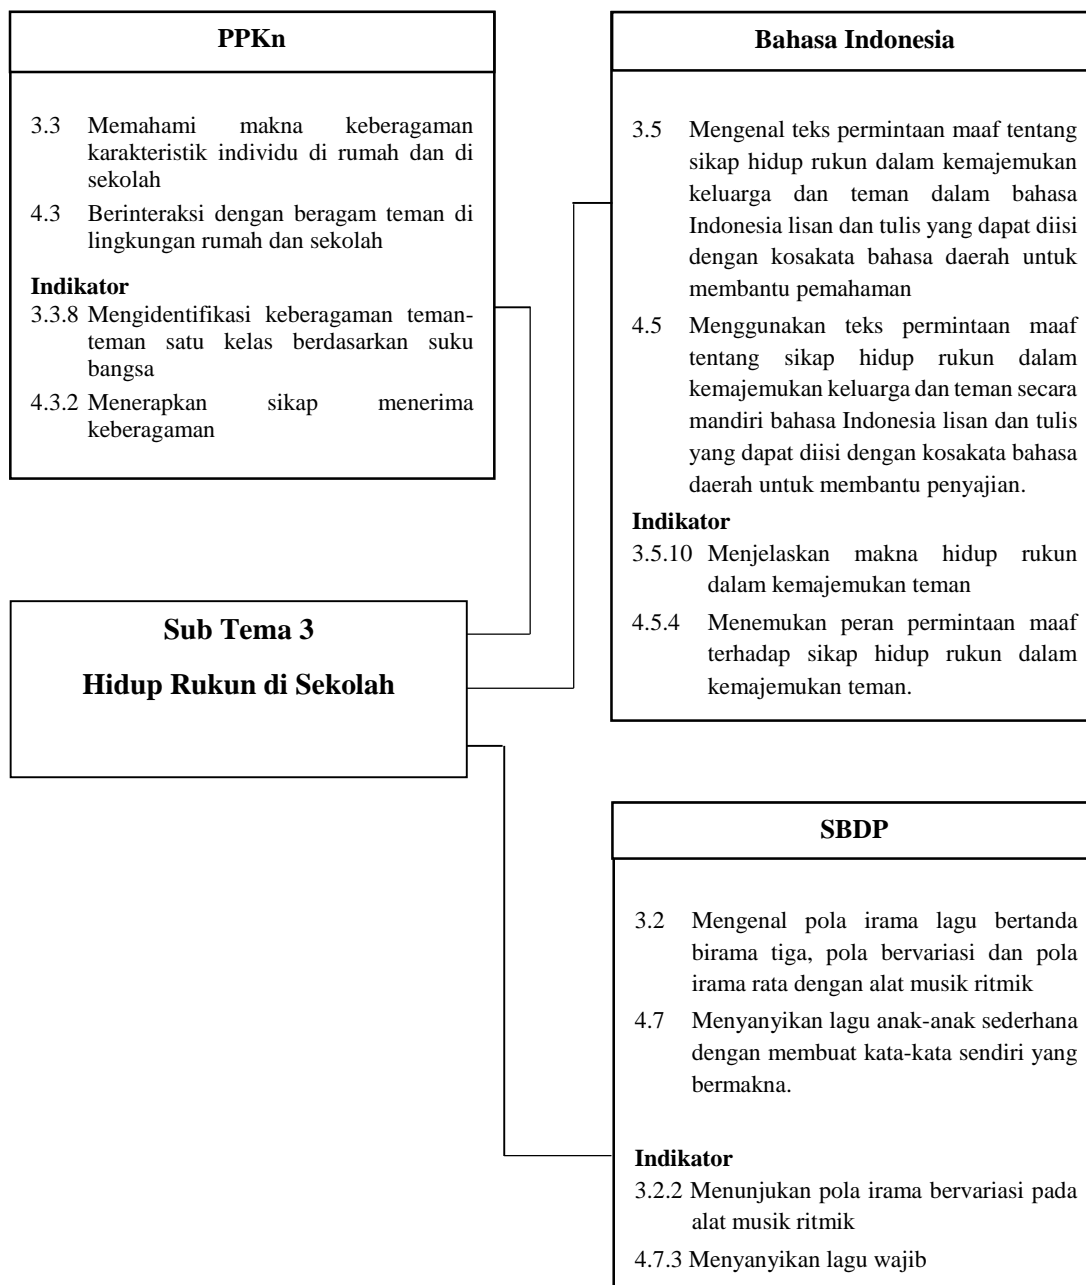 PPKn
3.3 Memahami makna keberagaman
karakteristik individu di rumah dan di
sekolah
4.3 Berinteraksi dengan beragam teman di
lingkungan rumah dan sekolah
Indikator
3.3.8 Mengidentifikasi keberagaman teman-
teman satu kelas berdasarkan suku
bangsa
4.3.2 Menerapkan sikap menerima
keberagaman
Bahasa Indonesia
3.5 Mengenal teks permintaan maaf tentang
sikap hidup rukun dalam kemajemukan
keluarga dan teman dalam bahasa
Indonesia lisan dan tulis yang dapat diisi
dengan kosakata bahasa daerah untuk
membantu pemahaman
4.5 Menggunakan teks permintaan maaf
tentang sikap hidup rukun dalam
kemajemukan keluarga dan teman secara
mandiri bahasa Indonesia lisan dan tulis
yang dapat diisi dengan kosakata bahasa
daerah untuk membantu penyajian.
Indikator
3.5.10 Menjelaskan makna hidup rukun
dalam kemajemukan teman
4.5.4 Menemukan peran permintaan maaf
terhadap sikap hidup rukun dalam
kemajemukan teman.
Sub Tema 3
Hidup Rukun di Sekolah
SBDP
3.2 Mengenal pola irama lagu bertanda
birama tiga, pola bervariasi dan pola
irama rata dengan alat musik ritmik
4.7 Menyanyikan lagu anak-anak sederhana
dengan membuat kata-kata sendiri yang
bermakna.
Indikator
3.2.2 Menunjukan pola irama bervariasi pada
alat musik ritmik
4.7.3 Menyanyikan lagu wajib